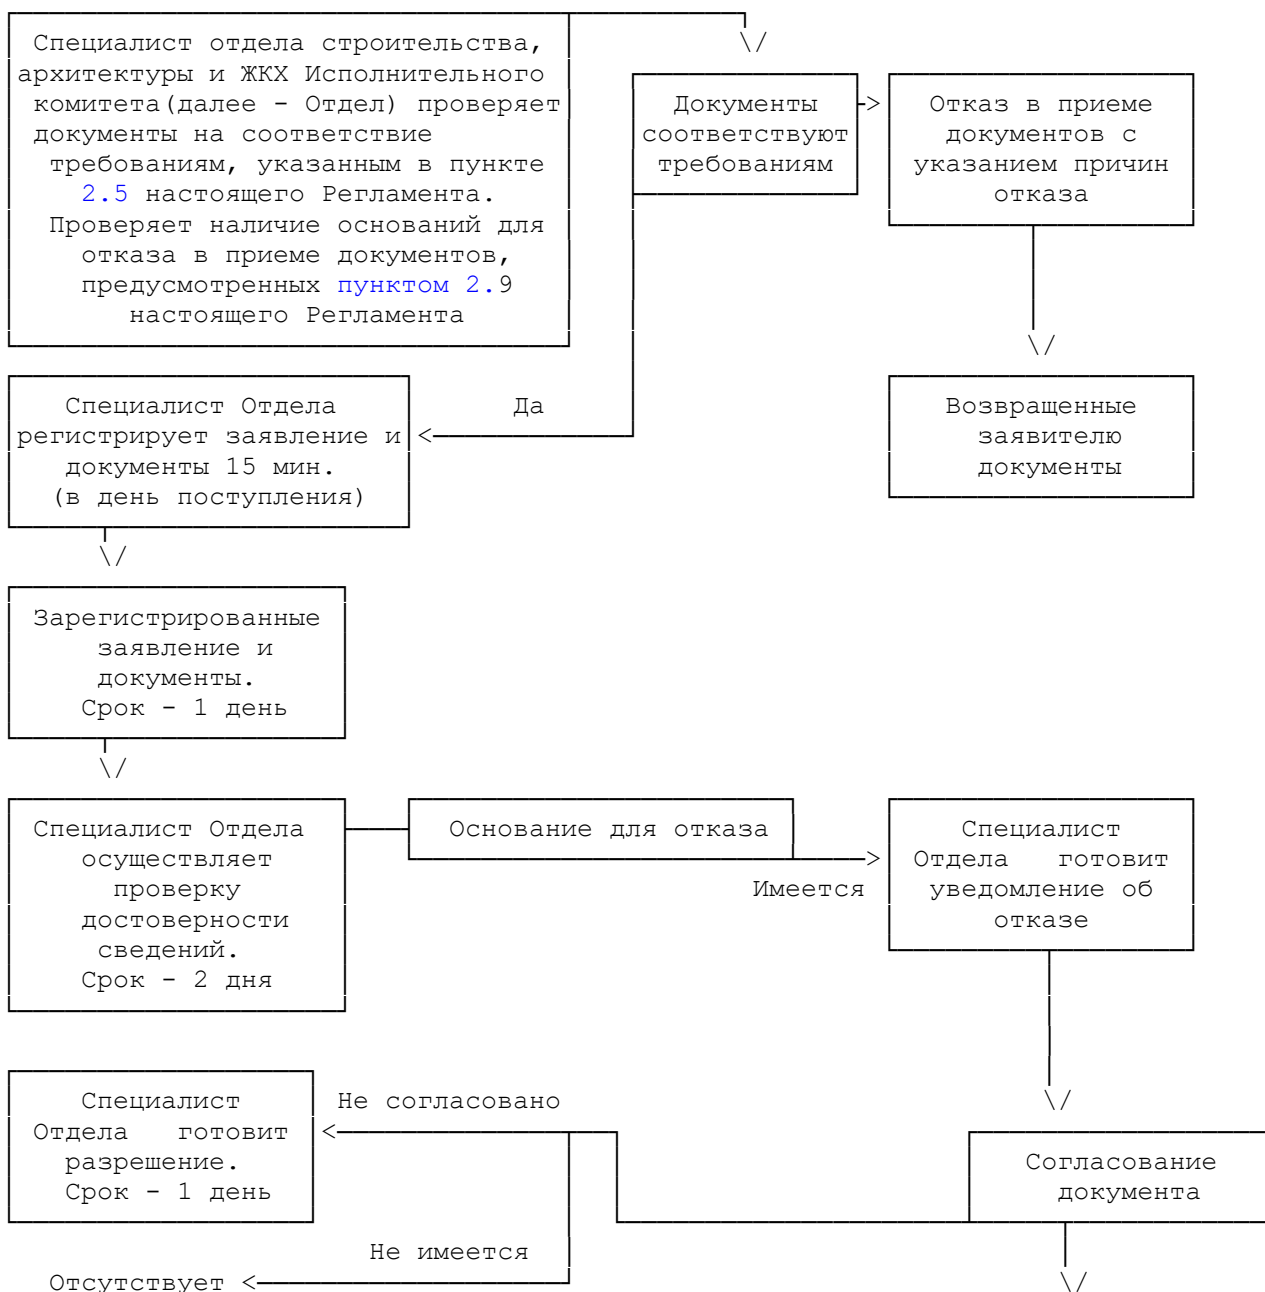 Специалист отдела строительства,
архитектуры и ЖКХ Исполнительного
комитета(далее - Отдел) проверяет
документы на соответствие
требованиям, указанным в пункте
2.5 настоящего Регламента.
Проверяет наличие оснований для
отказа в приеме документов,
предусмотренных пунктом 2.9
настоящего Регламента
Документы
соответствуют
требованиям
Отказ в приеме
документов с
указанием причин
отказа
Специалист Отдела
регистрирует заявление и
документы 15 мин.
(в день поступления)
Да
Возвращенные
заявителю
документы
Зарегистрированные
заявление и
документы.
Срок - 1 день
Специалист Отдела
осуществляет
проверку
достоверности
сведений.
Срок - 2 дня
Основание для отказа
Имеется
Специалист
Отдела готовит
уведомление об
отказе
Специалист
Отдела готовит
разрешение.
Срок - 1 день
Не согласовано
Согласование
документа
Не имеется
Отсутствует